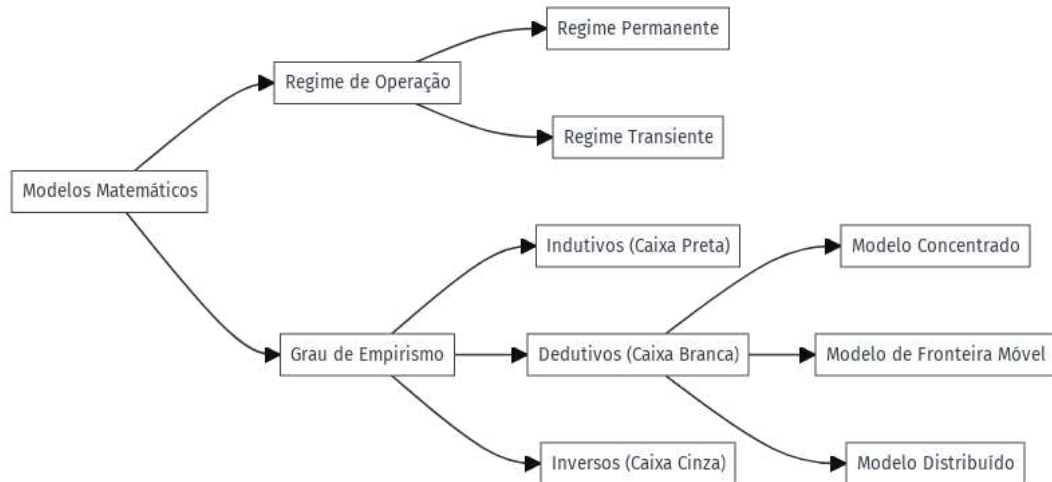 Regime Permanente
Regime de Operação
Regime Transiente
Modelos Matemáticos
Indutivos (Caixa Preta)
Modelo Concentrado
Grau de Empirismo
Dedutivos (Caixa Branca)
Modelo de Fronteira Móvel
Inversos (Caixa Cinza)
Modelo Distribuído